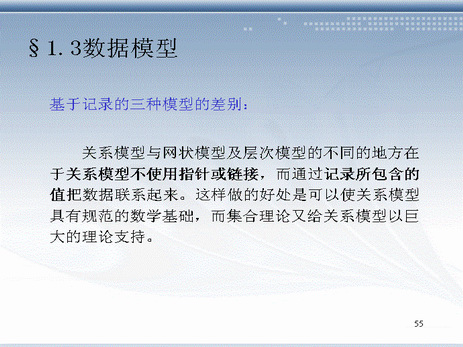 §1.3数据模型
基于记录的三种模型的差别：
关系模型与网状模型及层次模型的不同的地方在
于关系模型不使用指针或链接，而通过记录所包含的
值把数据联系起来。这样做的好处是可以使关系模型
具有规范的数学基础，而集合理论又给关系模型以巨
大的理论支持。
55